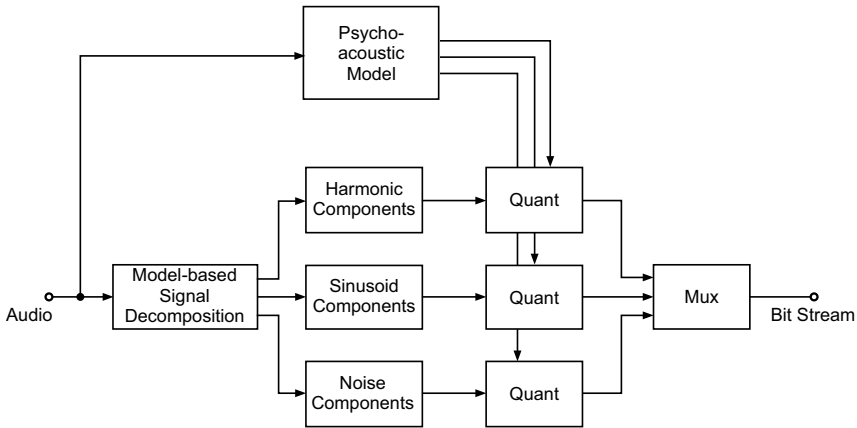 Psycho-
acoustic
Model
Harmonic
Components
Quant
Audio
Model-based
Signal
Decomposition
Sinusoid
Components
Quant
Mux
Bit Stream
Noise
Components
Quant